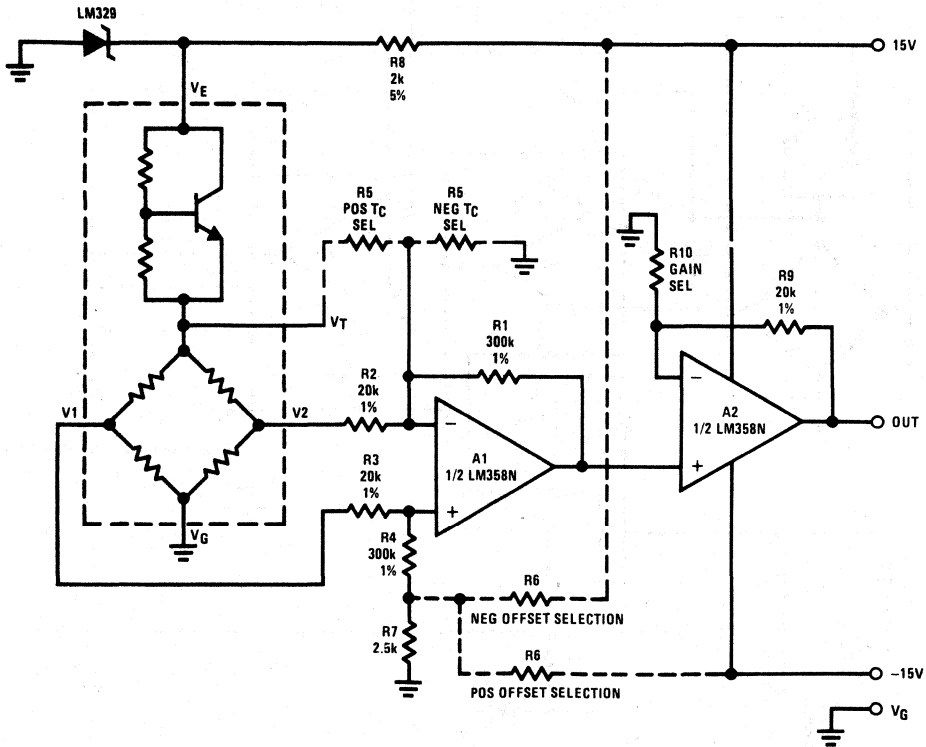 LM329
15V
R8
2k
5%
VE
R5
POS TC
SEL
R5
NEG TC
SEL
R10
GAIN
SEL
R9
20k
1%
VT
R1
300k
1%
R2
20k
1%
V1
V2
−
A1
1/2 LM358N
+
−
A2
1/2 LM358N
+
OUT
R3
20k
1%
VG
R4
300k
1%
R6
NEG OFFSET SELECTION
R7
2.5k
R6
POS OFFSET SELECTION
−15V
VG